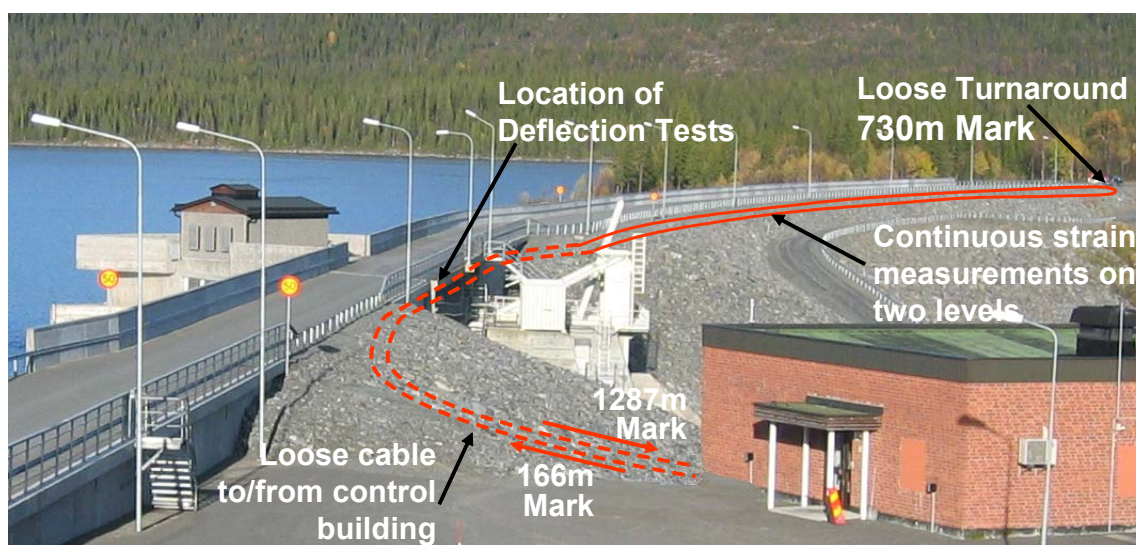 Location of
Deflection Tests
Loose Turnaround
730m Mark
Continuous strain
measurements on
two levels
1287m
Mark
Loose cable
to/from control
building
166m
Mark
50
50